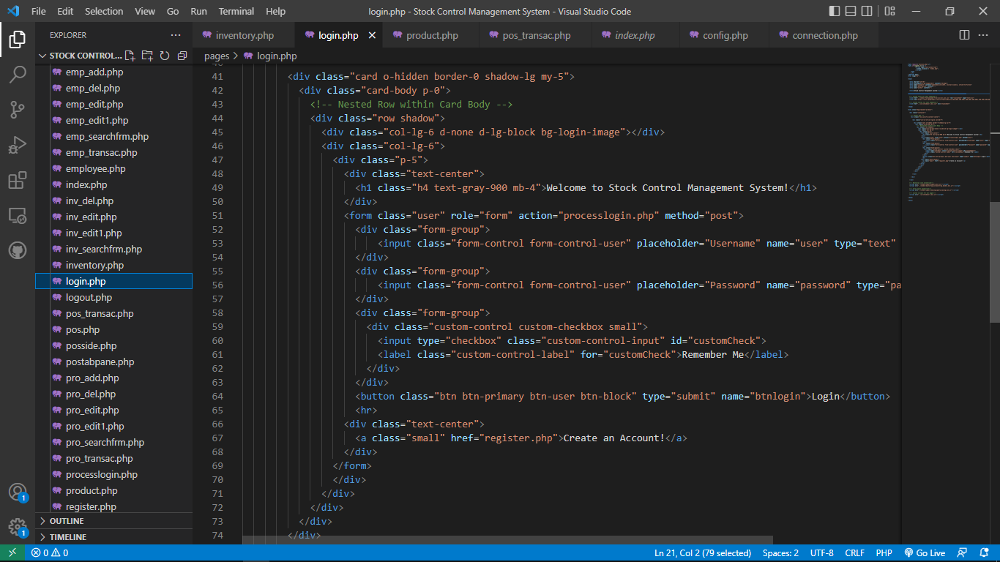 File Edit Selection View Go Run Terminal Help
login.php - Stock Control Management System - Visual Studio Code
EXPLORER
inventory.php login.php product.php pos_transac.php index.php config.php connection.php
STOCK CONTROL...
pages > login.php
emp_add.php
emp_del.php
emp_edit.php
emp_edit1.php
emp_searchfrm.php
emp_transac.php
employee.php
index.php
inv_del.php
inv_edit.php
inv_edit1.php
inv_searchfrm.php
inventory.php
login.php
logout.php
pos_transac.php
pos.php
posside.php
postabpane.php
pro_add.php
pro_del.php
pro_edit.php
pro_edit1.php
pro_searchfrm.php
pro_transac.php
processlogin.php
product.php
register.php
OUTLINE
TIMELINE
1
1
40
41 <div class="card o-hidden border-0 shadow-lg my-5">
42 <div class="card-body p-0">
43 <!-- Nested Row within Card Body -->
44 <div class="row shadow">
45 <div class="col-lg-6 d-none d-lg-block bg-login-image"></div>
46 <div class="col-lg-6">
47 <div class="p-5">
48 <div class="text-center">
49 <h1 class="h4 text-gray-900 mb-4">Welcome to Stock Control Management System!</h1>
50 </div>
51 <form class="user" role="form" action="processlogin.php" method="post">
52 <div class="form-group">
53 <input class="form-control form-control-user" placeholder="Username" name="user" type="text"
54 </div>
55 <div class="form-group">
56 <input class="form-control form-control-user" placeholder="Password" name="password" type="pa
57 </div>
58 <div class="form-group">
59 <div class="custom-control custom-checkbox small">
60 <input type="checkbox" class="custom-control-input" id="customCheck">
61 <label class="custom-control-label" for="customCheck">Remember Me</label>
62 </div>
63 </div>
64 <button class="btn btn-primary btn-user btn-block" type="submit" name="btnlogin">Login</button>
65 <hr>
66 <div class="text-center">
67 <a class="small" href="register.php">Create an Account!</a>
68 </div>
69 </form>
70 </div>
71 </div>
72 </div>
73 </div>
74 </div>
0 0
Ln 21, Col 2 (79 selected) Spaces: 2 UTF-8 CRLF PHP Go Live